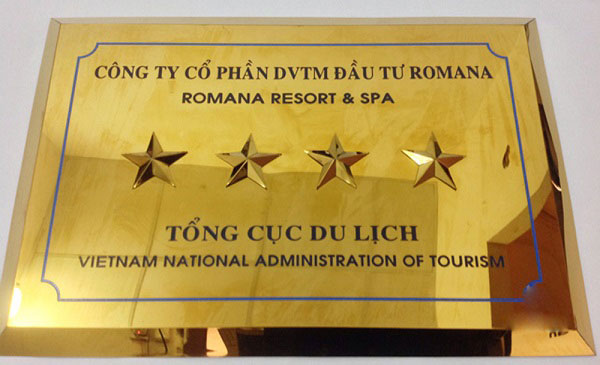 CÔNG TY CỔ PHẦN DVTM ĐẦU TƯ ROMANA
ROMANA RESORT & SPA
TỔNG CỤC DU LỊCH
VIETNAM NATIONAL ADMINISTRATION OF TOURISM